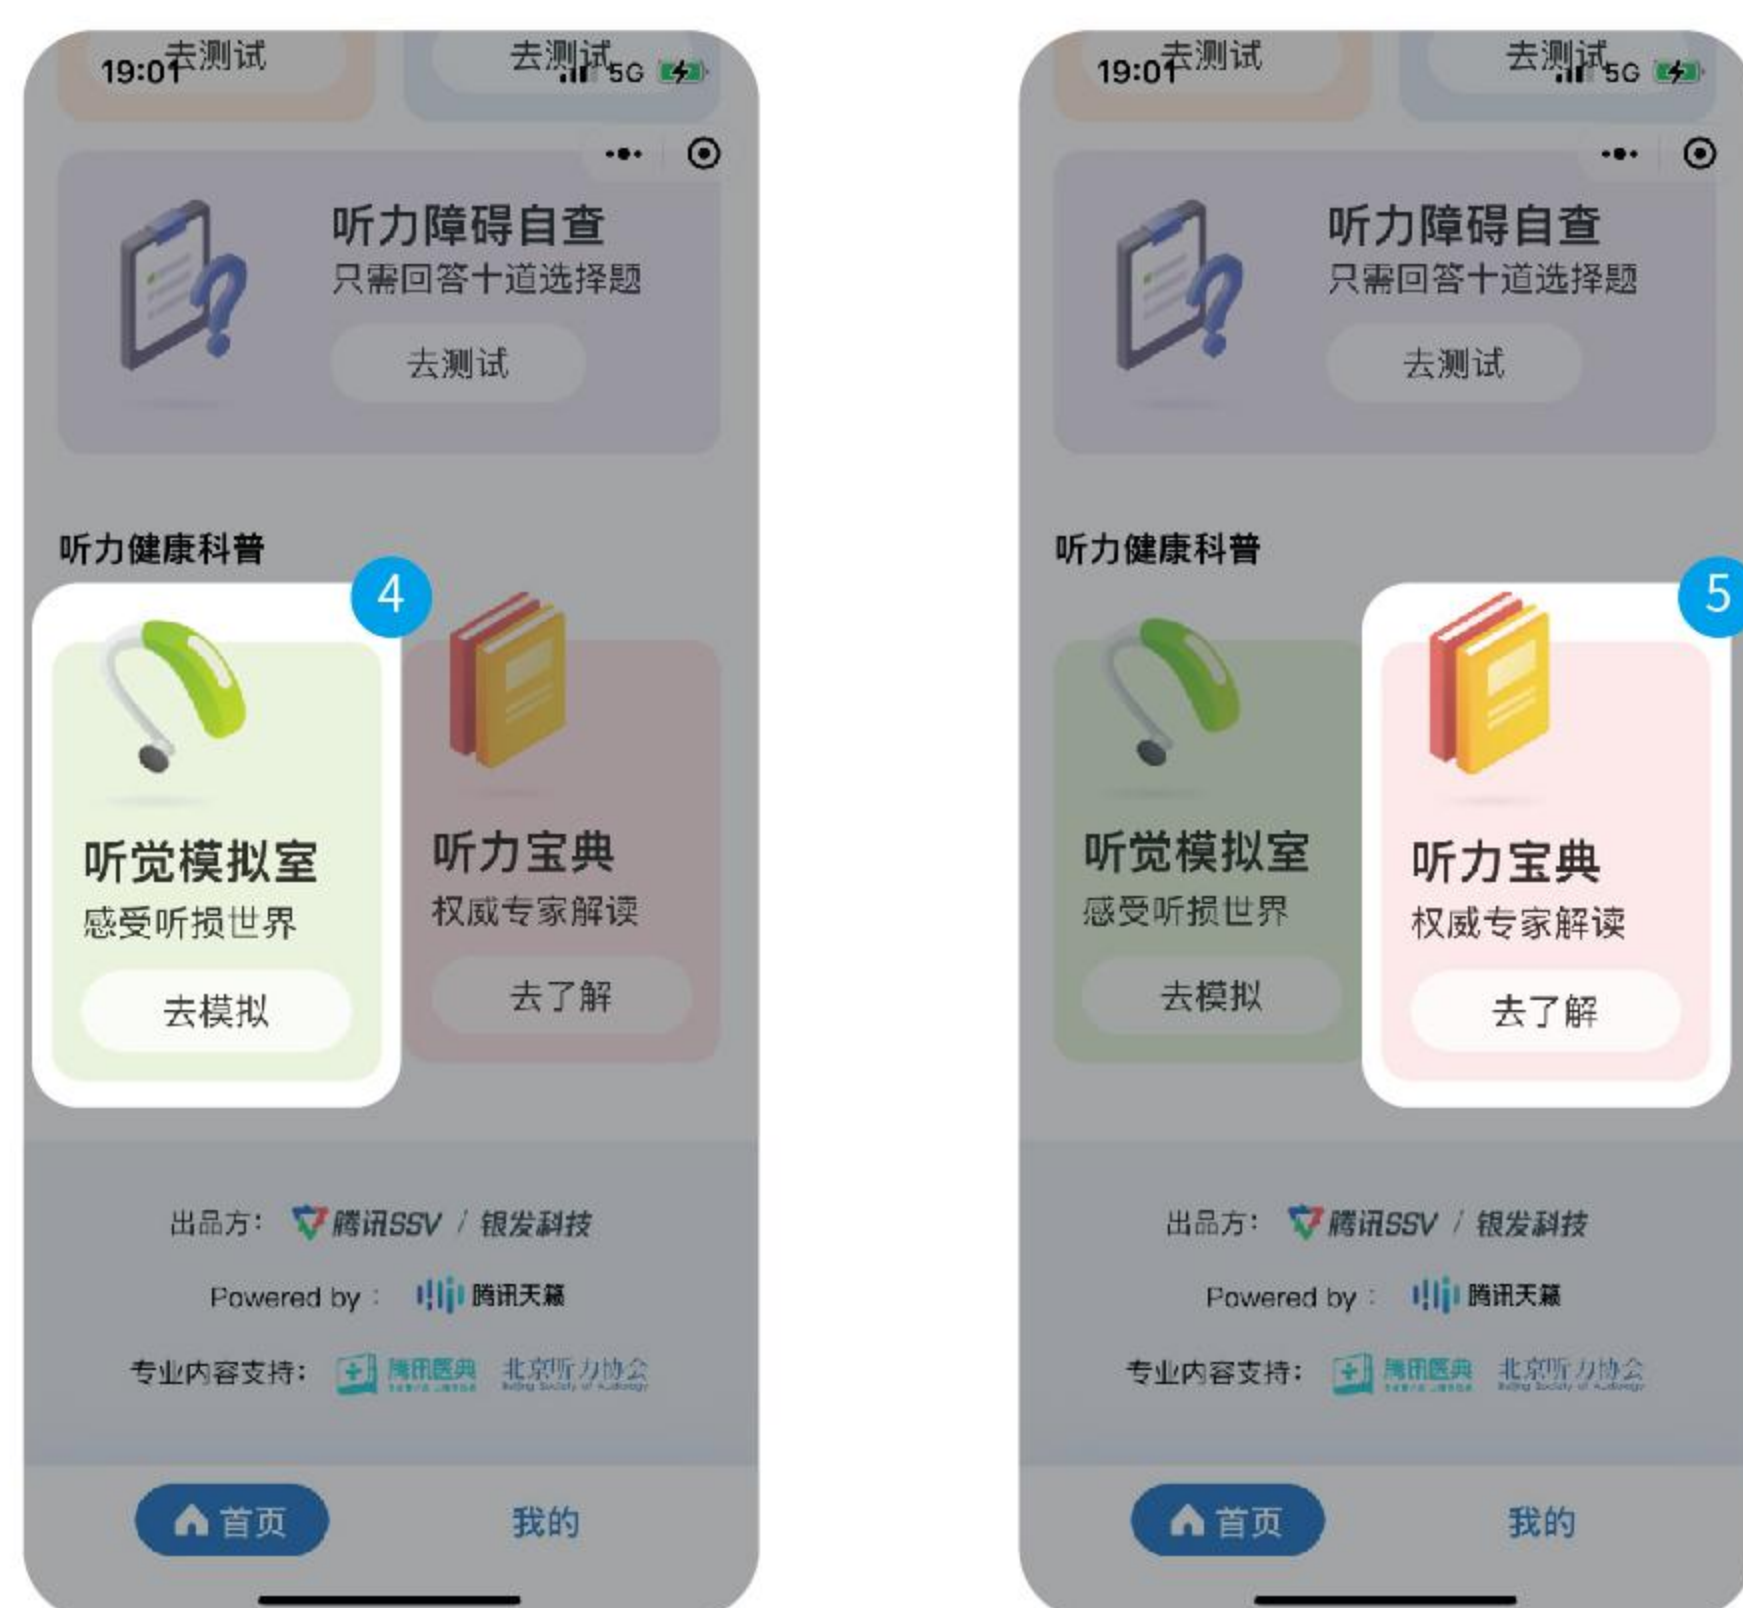 去测试 去测试
19:01 5G
听力障碍自查
只需回答十道选择题
去测试
听力健康科普
4
听觉模拟室
感受听损世界
去模拟
听力宝典
权威专家解读
去了解
出品方： 腾讯SSV / 银发科技
Powered by： 腾讯天籁
专业内容支持： 腾讯医典 北京听力协会
Beijing Society of Audiology
首页 我的
去测试 去测试
19:01 5G
听力障碍自查
只需回答十道选择题
去测试
听力健康科普
听觉模拟室
感受听损世界
去模拟
5
听力宝典
权威专家解读
去了解
出品方： 腾讯SSV / 银发科技
Powered by： 腾讯天籁
专业内容支持： 腾讯医典 北京听力协会
Beijing Society of Audiology
首页 我的